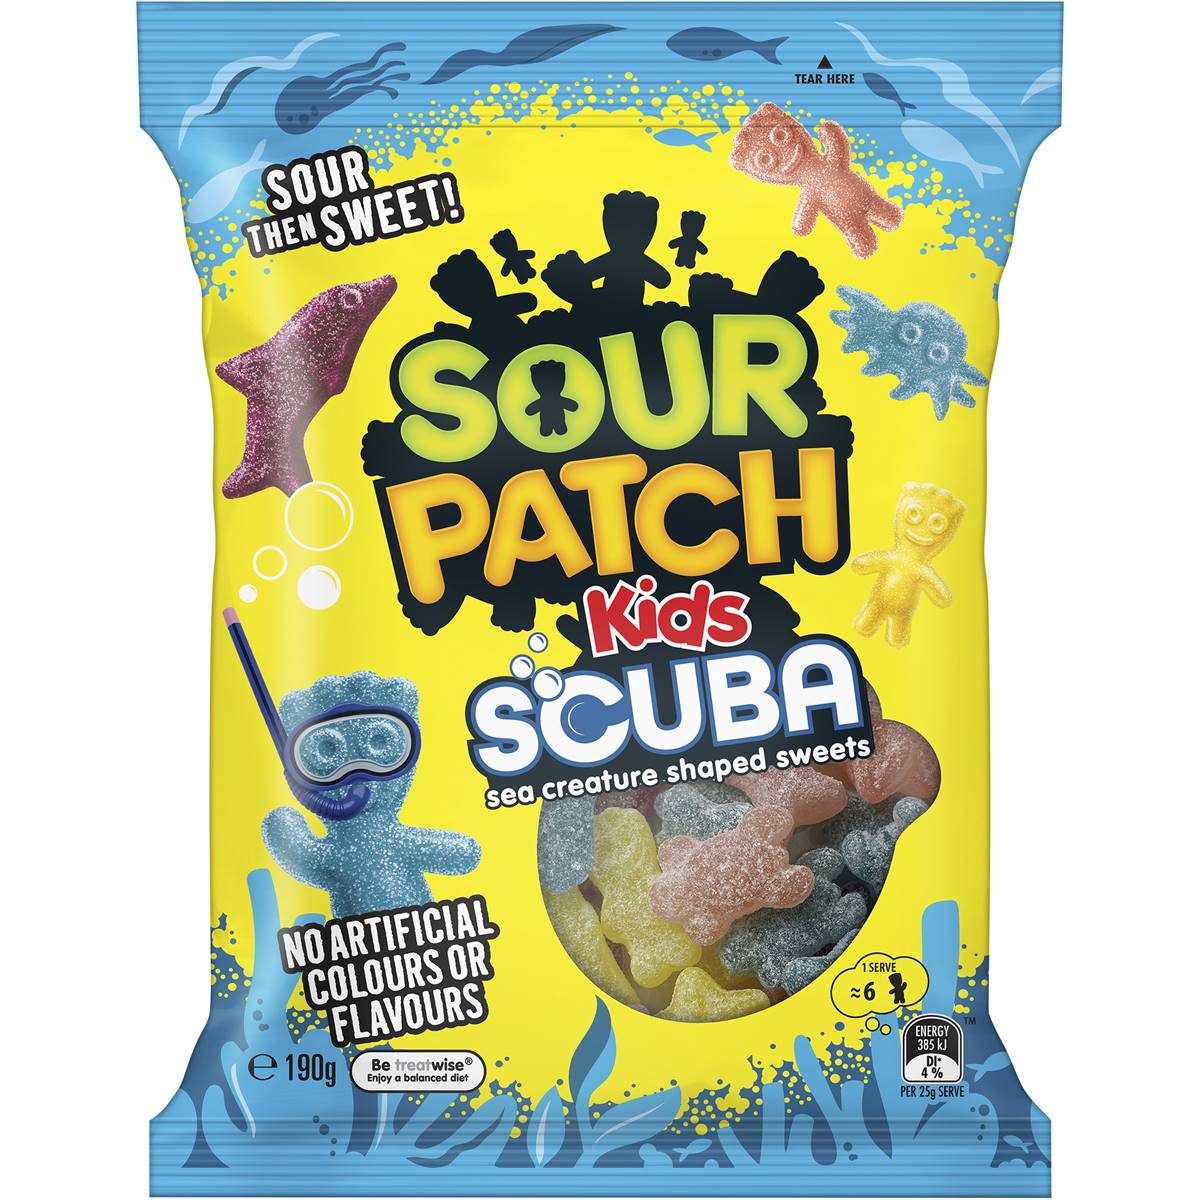 TEAR HERE
SOUR
THEN SWEET!
SOUR
PATCH
Kids
SCUBA
sea creature shaped sweets
NO ARTIFICIAL
COLOURS OR
FLAVOURS
1 SERVE
≈6
TM
ENERGY
385 kJ
DI*
4 %
PER 25g SERVE
℮ 190g
Be treatwise®
Enjoy a balanced diet